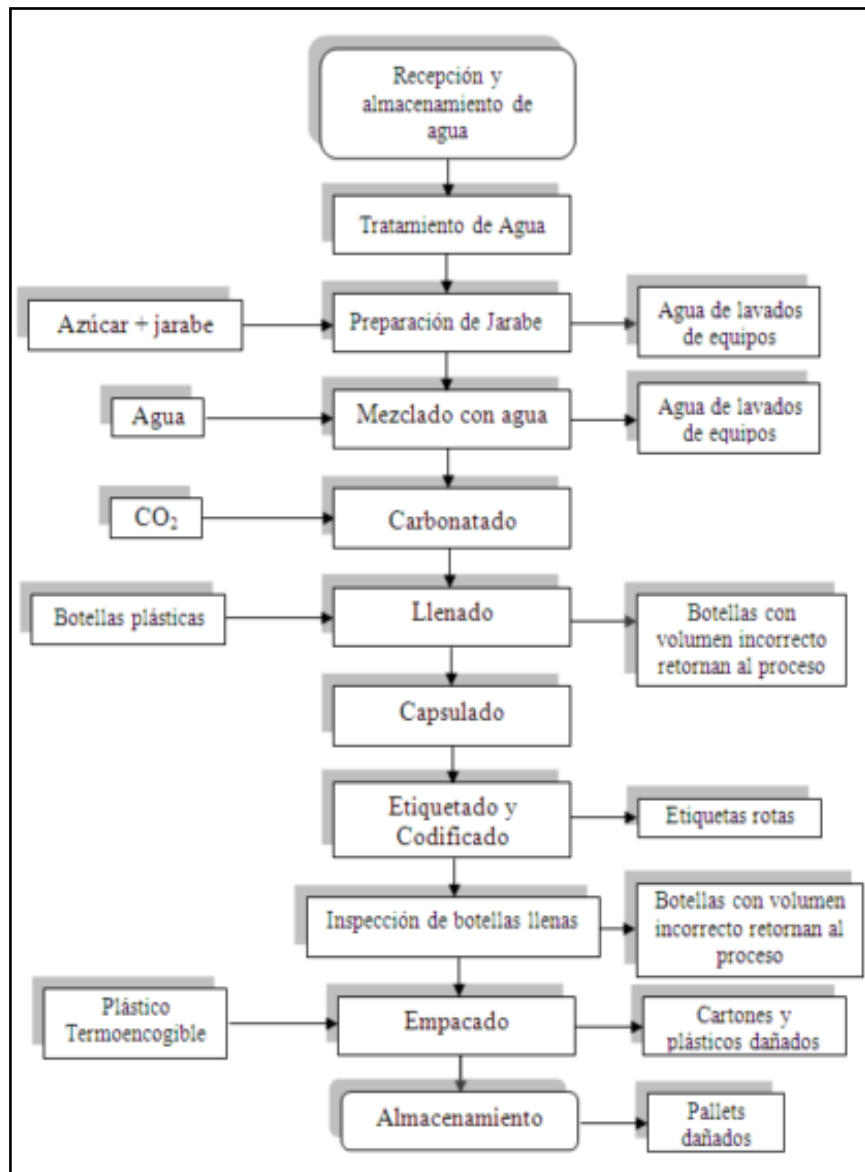 Recepción y
almacenamiento de
agua
Tratamiento de Agua
Azúcar + jarabe
Preparación de Jarabe
Agua de lavados
de equipos
Agua
Mezclado con agua
Agua de lavados
de equipos
CO₂
Carbonatado
Botellas plásticas
Llenado
Botellas con
volumen incorrecto
retornan al proceso
Capsulado
Etiquetado y
Codificado
Etiquetas rotas
Inspección de botellas llenas
Botellas con volumen
incorrecto retornan al
proceso
Plástico
Termoencogible
Empacado
Cartones y
plásticos dañados
Almacenamiento
Pallets
dañados